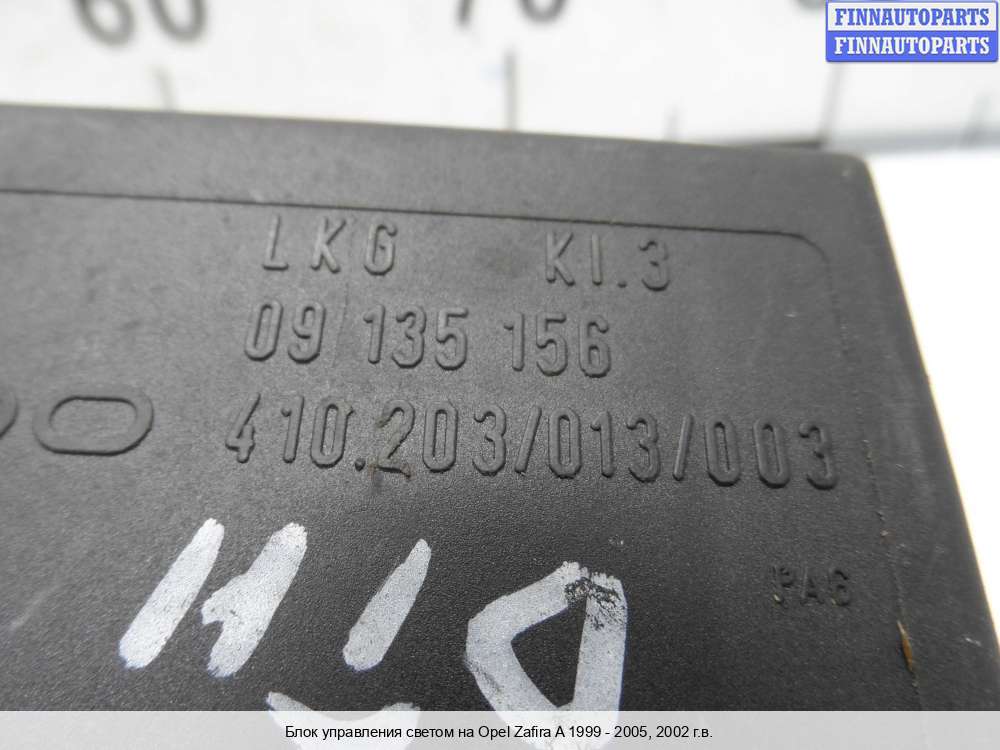 60
FINNAUTOPARTS
FINNAUTOPARTS
LKG KI.3
09 135 156
410.203/013/003
PA6
Блок управления светом на Opel Zafira A 1999 - 2005, 2002 г.в.